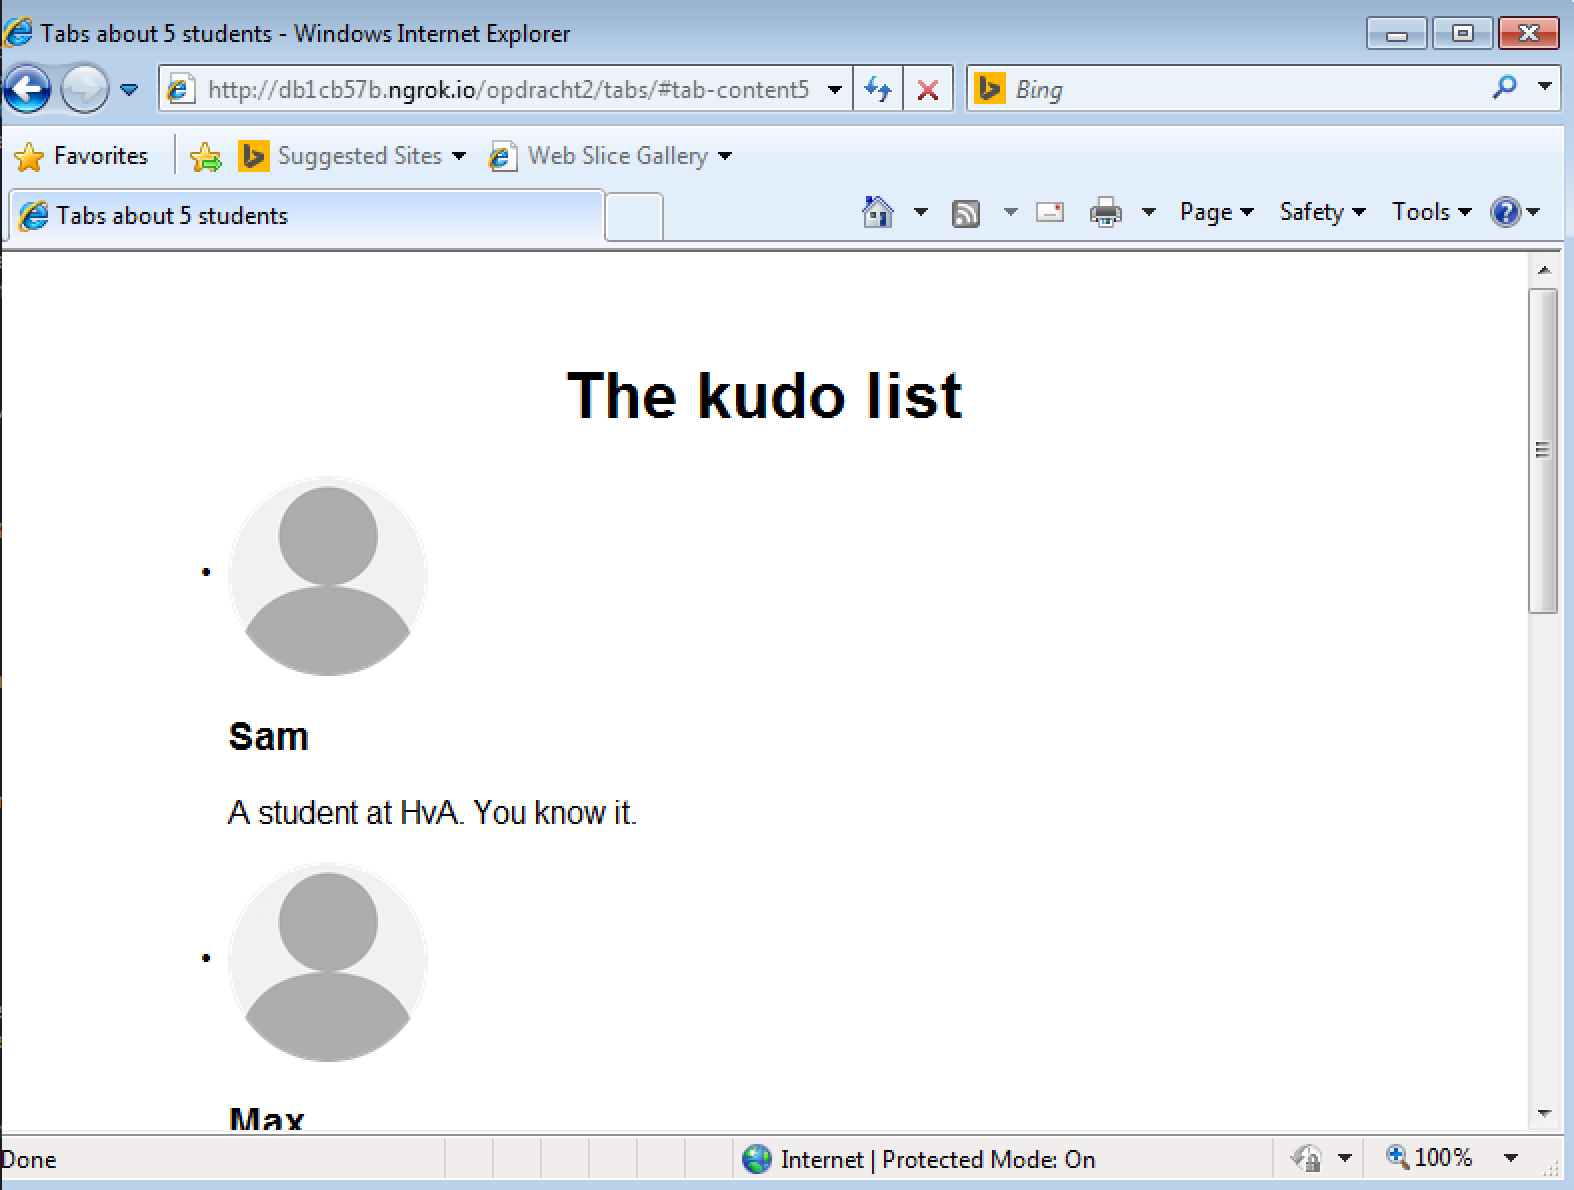 Tabs about 5 students - Windows Internet Explorer
http://db1cb57b.ngrok.io/opdracht2/tabs/#tab-content5
Bing
Favorites
Suggested Sites
Web Slice Gallery
Tabs about 5 students
Page
Safety
Tools
The kudo list
Sam
A student at HvA. You know it.
Max
Done
Internet | Protected Mode: On
100%